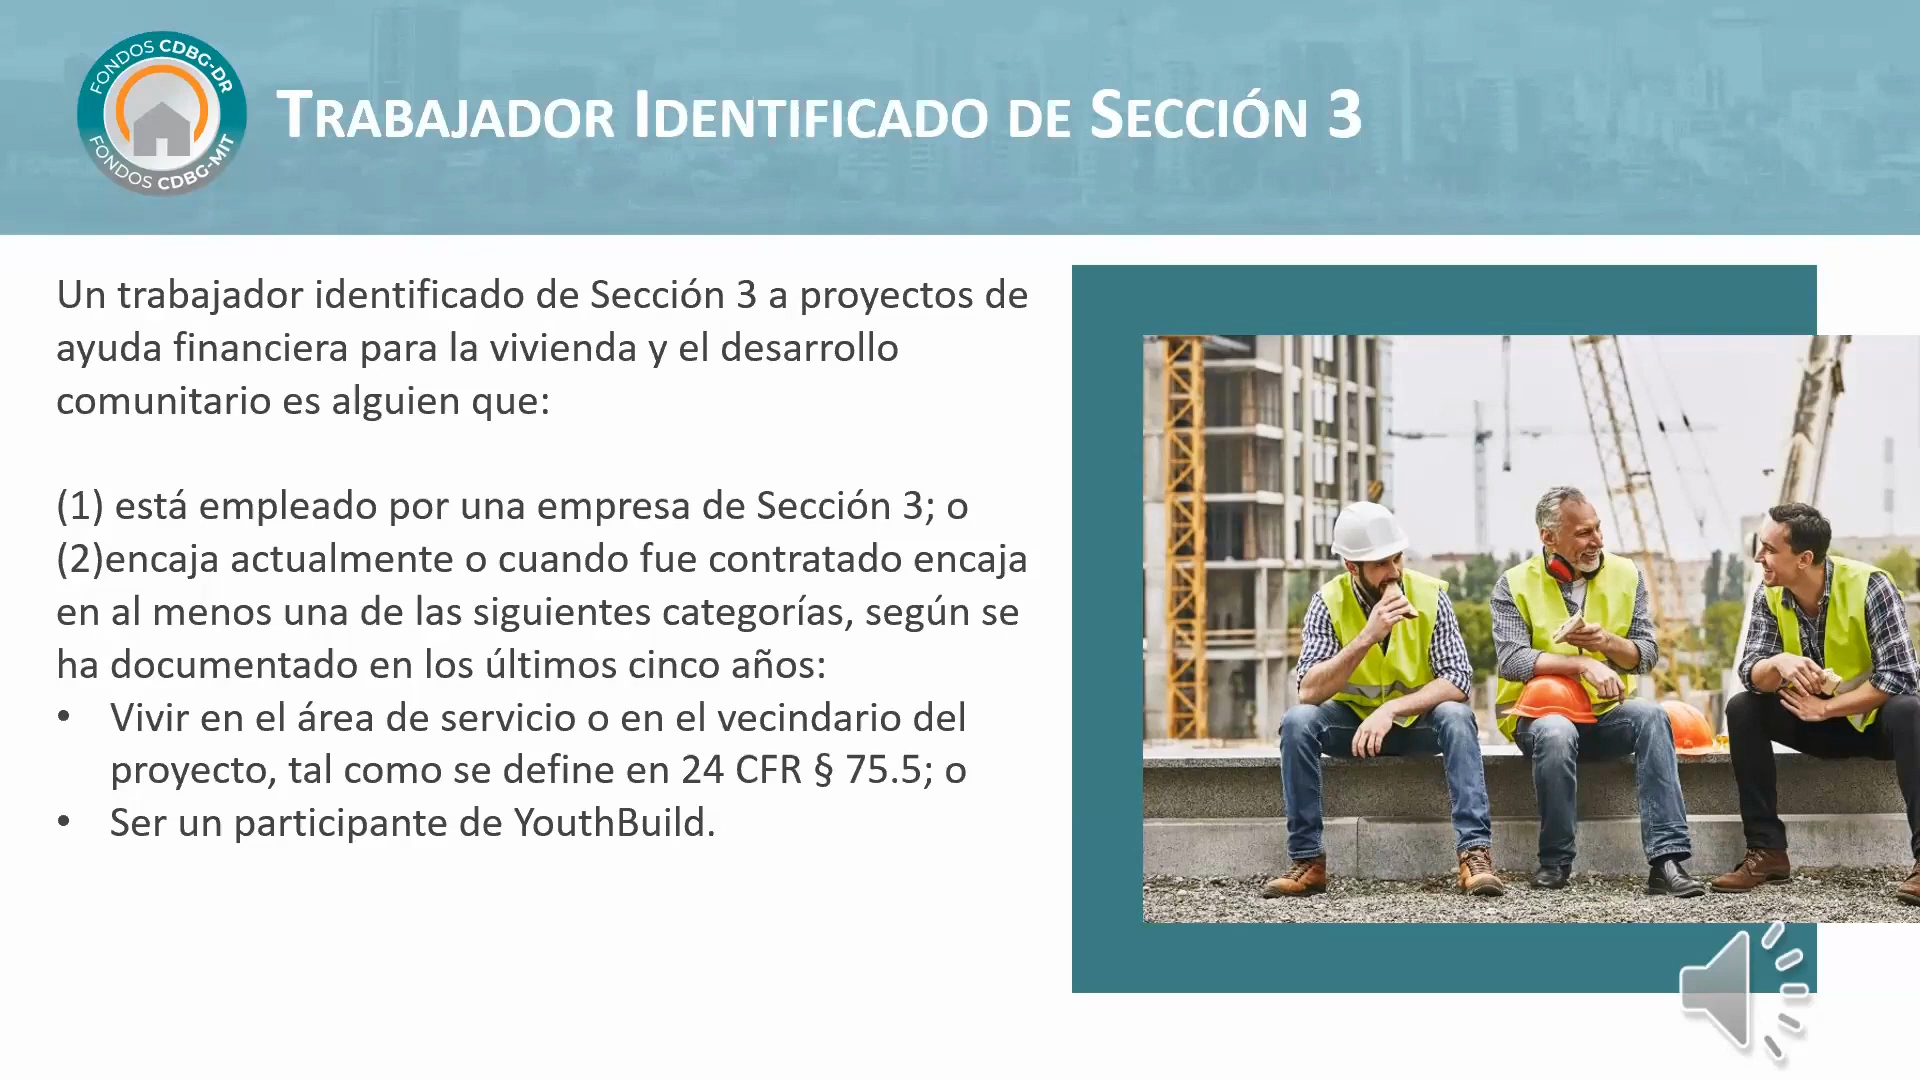 FONDOS CDBG-DR
FONDOS CDBG-MIT
TRABAJADOR IDENTIFICADO DE SECCIÓN 3
Un trabajador identificado de Sección 3 a proyectos de
ayuda financiera para la vivienda y el desarrollo
comunitario es alguien que:
(1) está empleado por una empresa de Sección 3; o
(2)encaja actualmente o cuando fue contratado encaja
en al menos una de las siguientes categorías, según se
ha documentado en los últimos cinco años:
• Vivir en el área de servicio o en el vecindario del
proyecto, tal como se define en 24 CFR § 75.5; o
• Ser un participante de YouthBuild.